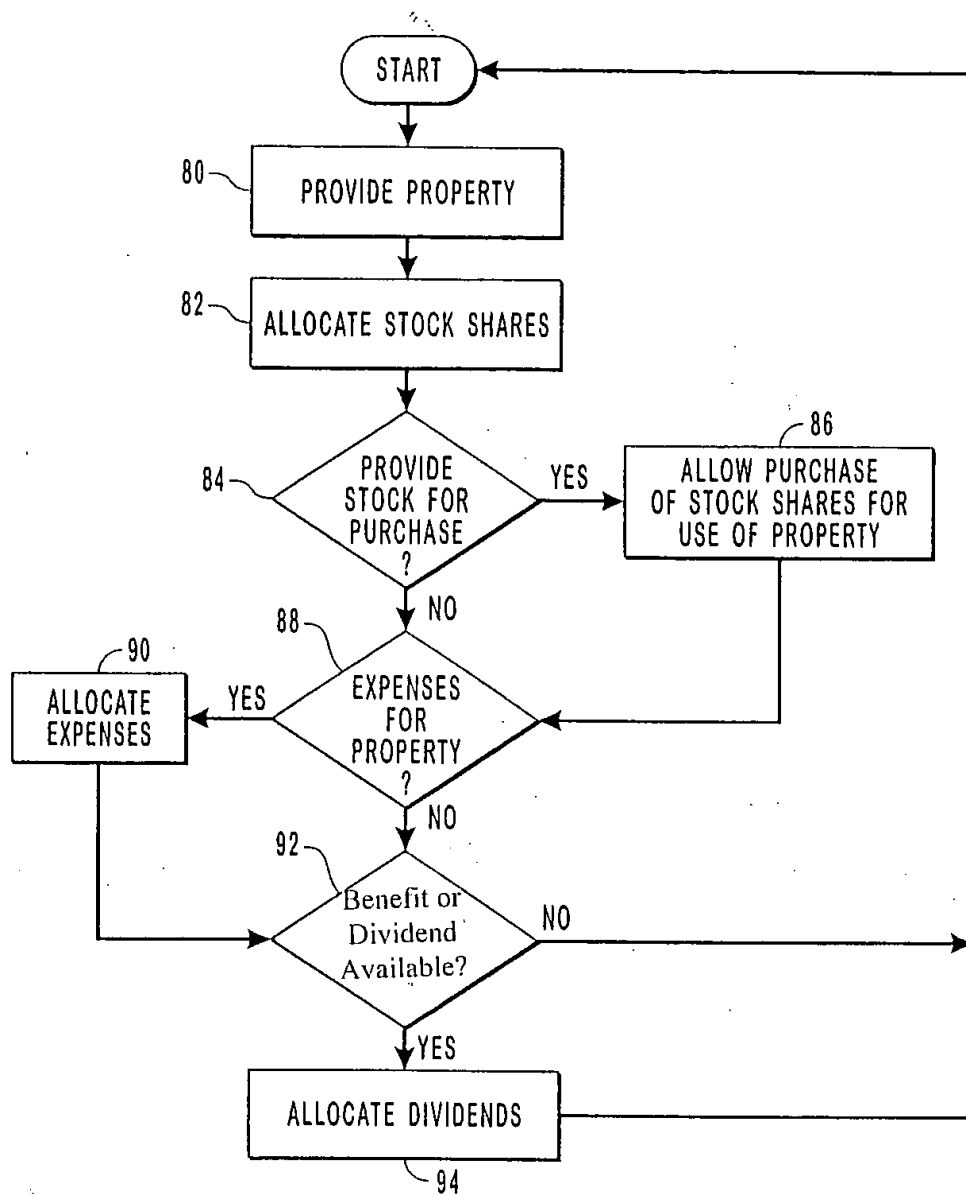 START
80
PROVIDE PROPERTY
82
ALLOCATE STOCK SHARES
84
PROVIDE
STOCK FOR
PURCHASE
?
YES
86
ALLOW PURCHASE
OF STOCK SHARES FOR
USE OF PROPERTY
NO
88
EXPENSES
FOR
PROPERTY
?
YES
90
ALLOCATE
EXPENSES
NO
92
Benefit or
Dividend
Available?
NO
YES
ALLOCATE DIVIDENDS
94